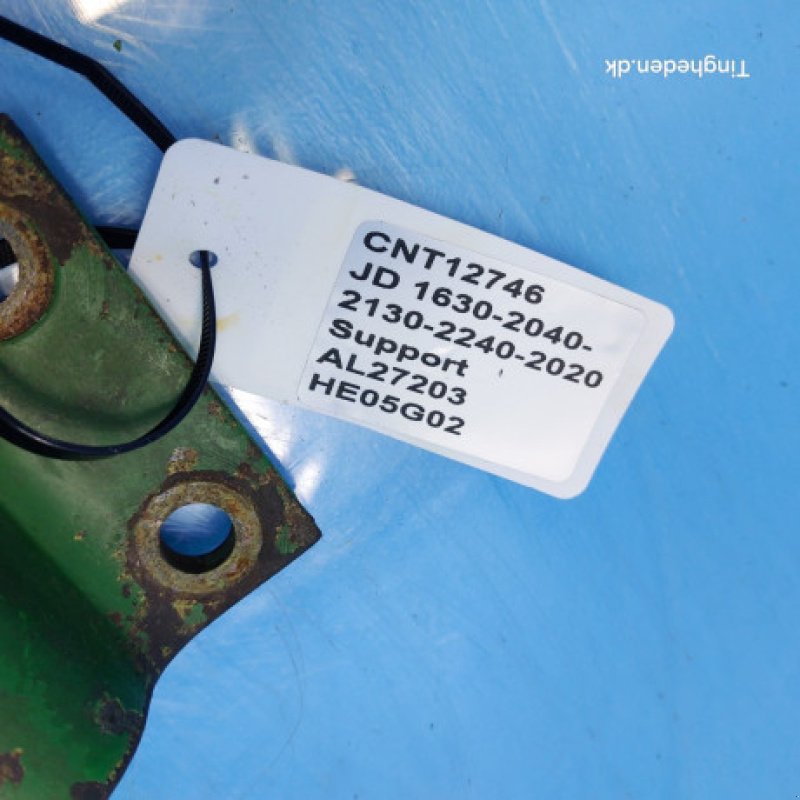 Tingheden.dk
CNT12746
JD 1630-2040-
2130-2240-2020
Support
AL27203
HE05G02